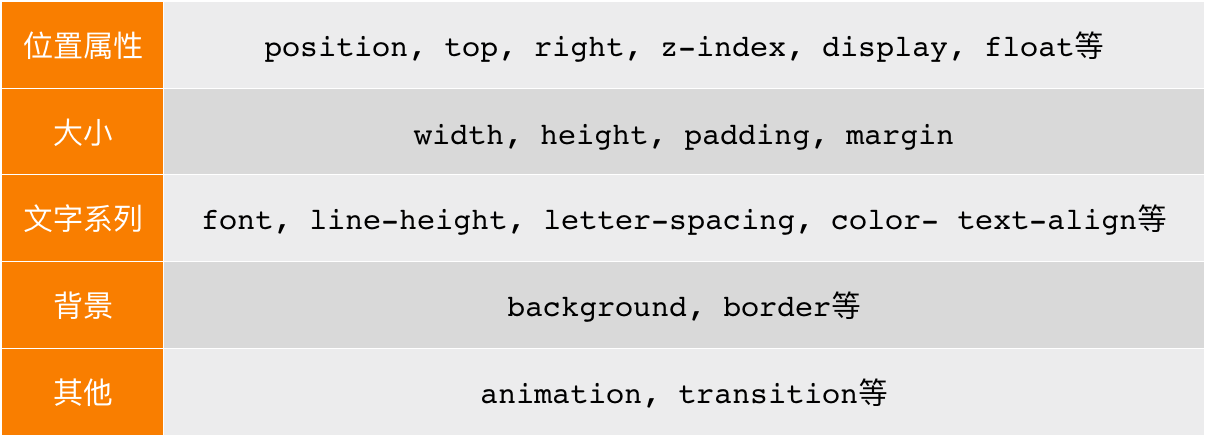 位置属性 position, top, right, z-index, display, float等
大小 width, height, padding, margin
文字系列 font, line-height, letter-spacing, color- text-align等
背景 background, border等
其他 animation, transition等